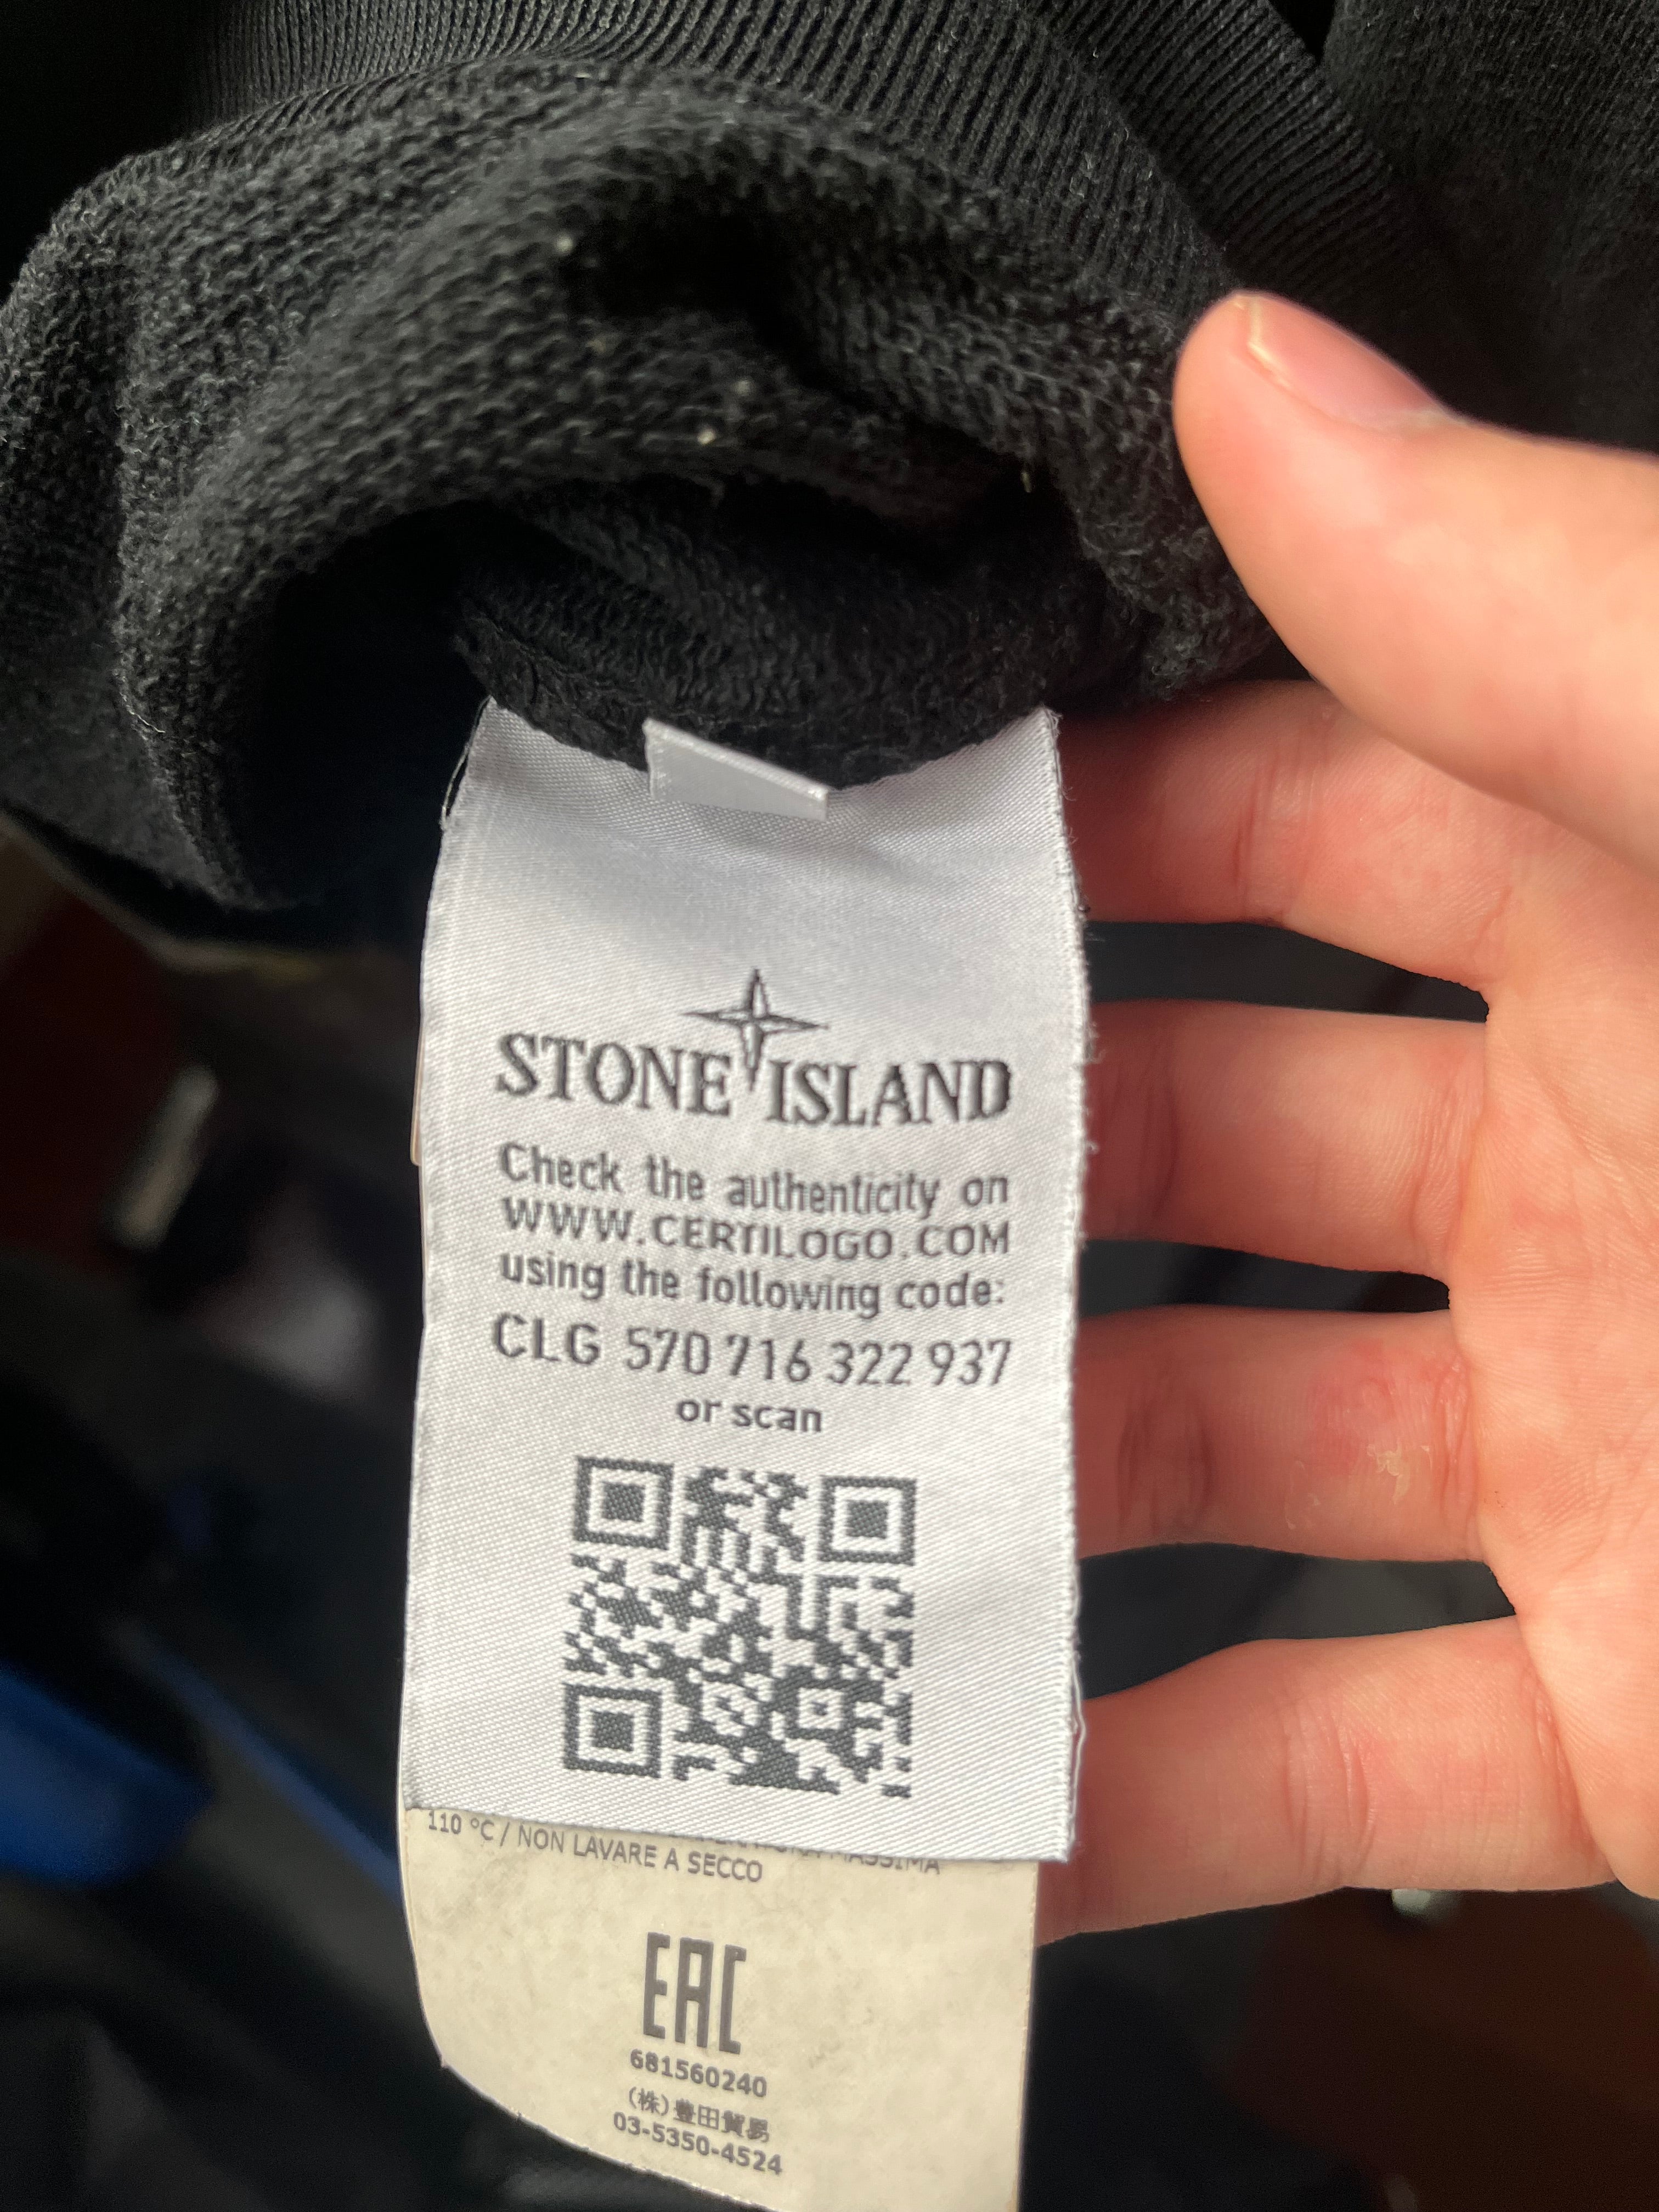 STONE ISLAND
Check the authenticity on
WWW.CERTILOGO.COM
using the following code:
CLG 570 716 322 937
or scan
MASSIMA
110 °C / NON LAVARE A SECCO
EAC
681560240
(株)豊田貿易
03-5350-4524